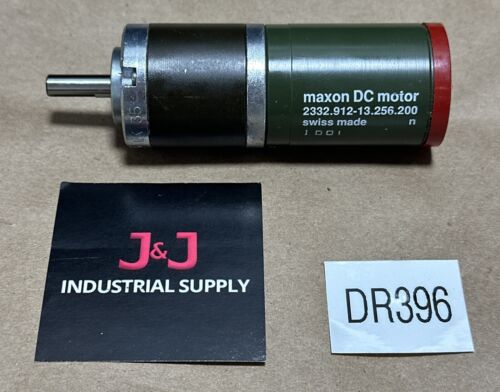 maxon DC motor
2332.912-13.256.200
swiss made n
J&J
INDUSTRIAL SUPPLY
DR396